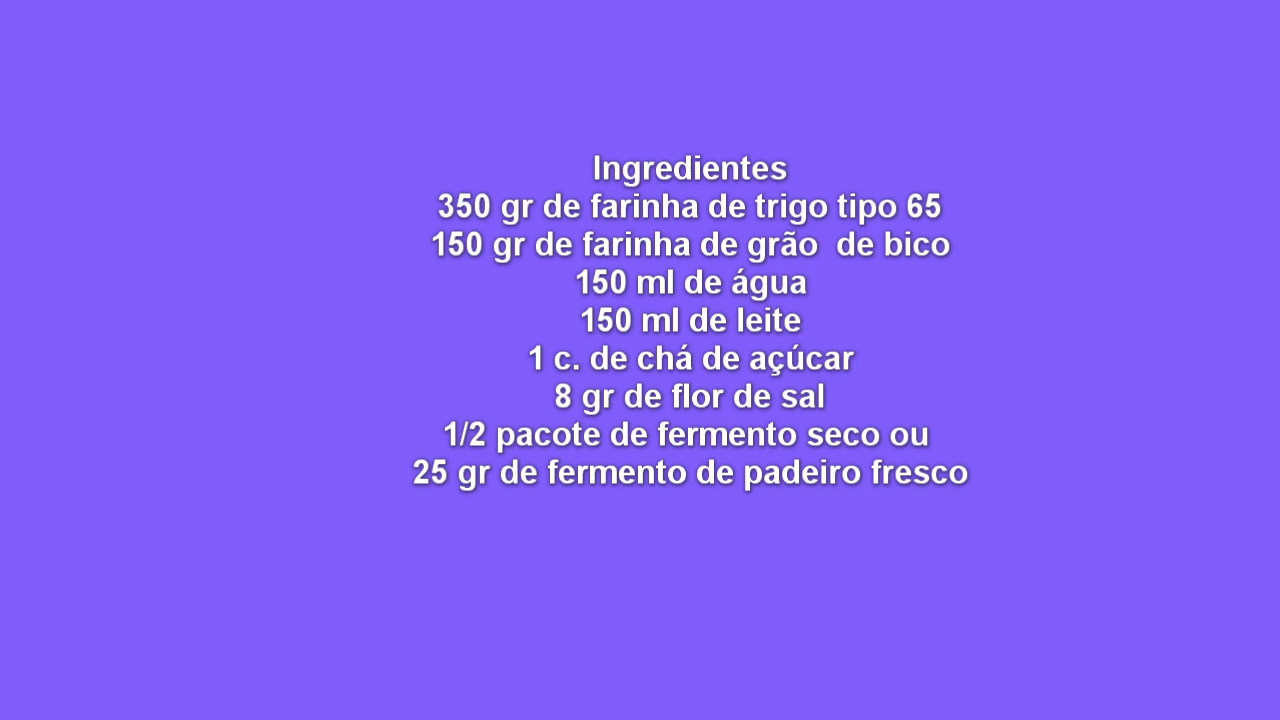 Ingredientes
350 gr de farinha de trigo tipo 65
150 gr de farinha de grão  de bico
150 ml de água
150 ml de leite
1 c. de chá de açúcar
8 gr de flor de sal
1/2 pacote de fermento seco ou
25 gr de fermento de padeiro fresco